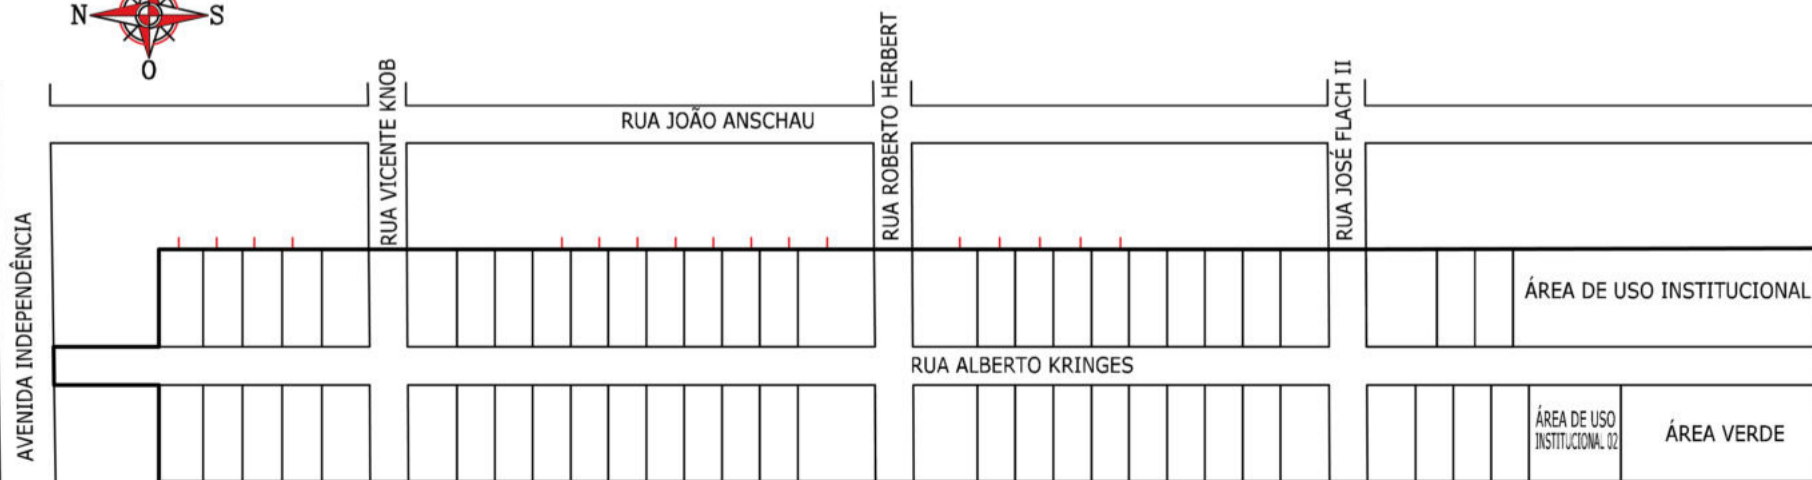 N
S
O
RUA JOÃO ANSCHAU
RUA VICENTE KNOB
RUA ROBERTO HERBERT
RUA JOSÉ FLACH II
AVENIDA INDEPENDÊNCIA
ÁREA DE USO INSTITUCIONAL
RUA ALBERTO KRINGES
ÁREA DE USO
INSTITUCIONAL 02
ÁREA VERDE